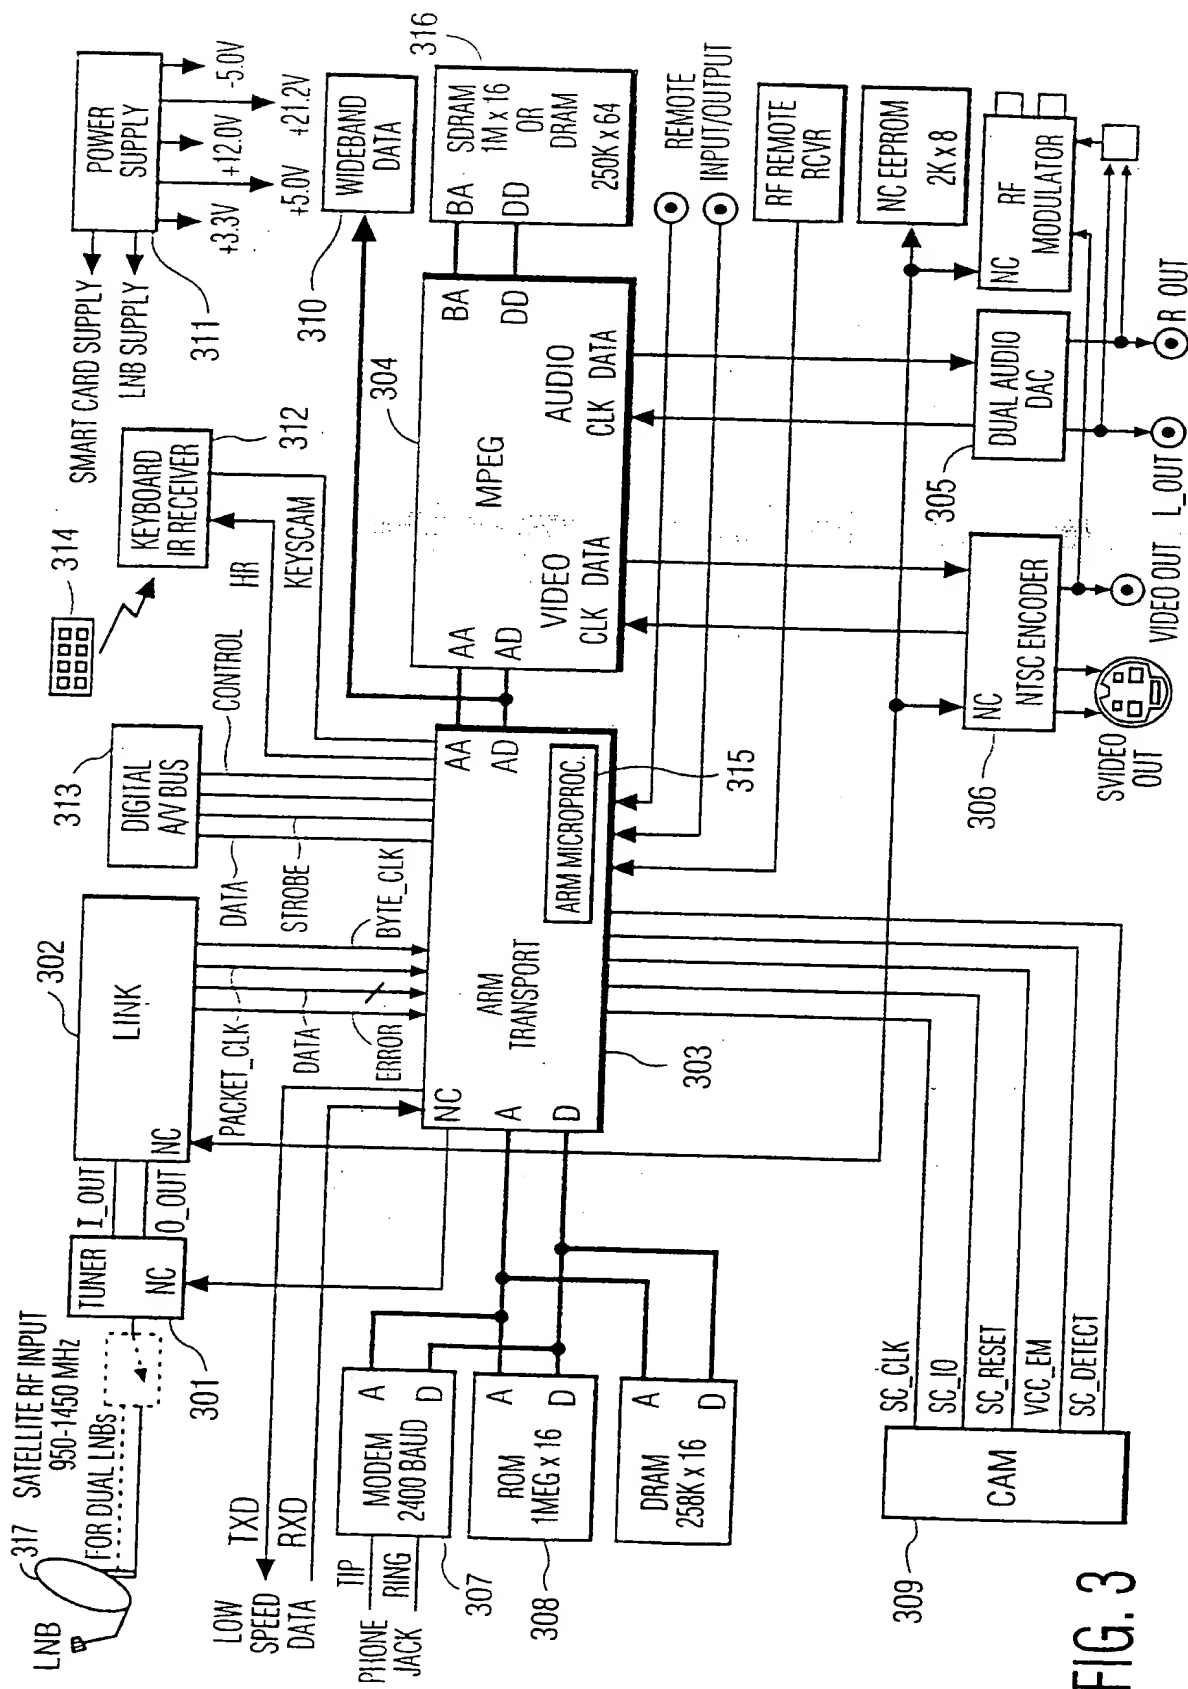 LNB
317
SATELLITE RF INPUT
950-1450 MHz
FOR DUAL LNBs
301
TUNER
NC
I_OUT
O_OUT
302
LINK
NC
PACKET_CLK
DATA
ERROR
BYTE_CLK
313
DIGITAL
A/V BUS
DATA
STROBE
CONTROL
314
KEYBOARD
IR RECEIVER
312
HR
KEYSCAM
SMART CARD SUPPLY
LNB SUPPLY
311
POWER
SUPPLY
+3.3V
+5.0V
+12.0V
+21.2V
-5.0V
310
WIDEBAND
DATA
LOW
SPEED
DATA
TXD
RXD
PHONE
JACK
TIP
RING
307
MODEM
2400 BAUD
A
D
308
ROM
1MEG x 16
A
D
DRAM
258K x 16
A
D
NC
A
D
ARM
TRANSPORT
303
AA
AD
ARM MICROPROC.
315
304
AA
AD
MPEG
VIDEO
CLK DATA
AUDIO
CLK DATA
BA
DD
BA
DD
SDRAM
1M x 16
OR
DRAM
250K x 64
316
REMOTE
INPUT/OUTPUT
RF REMOTE
RCVR
NC EEPROM
2K x 8
NC
RF
MODULATOR
305
DUAL AUDIO
DAC
R OUT
L_OUT
306
NC
NTSC ENCODER
VIDEO OUT
SVIDEO
OUT
309
CAM
SC_CLK
SC_IO
SC_RESET
VCC_EM
SC_DETECT
FIG. 3